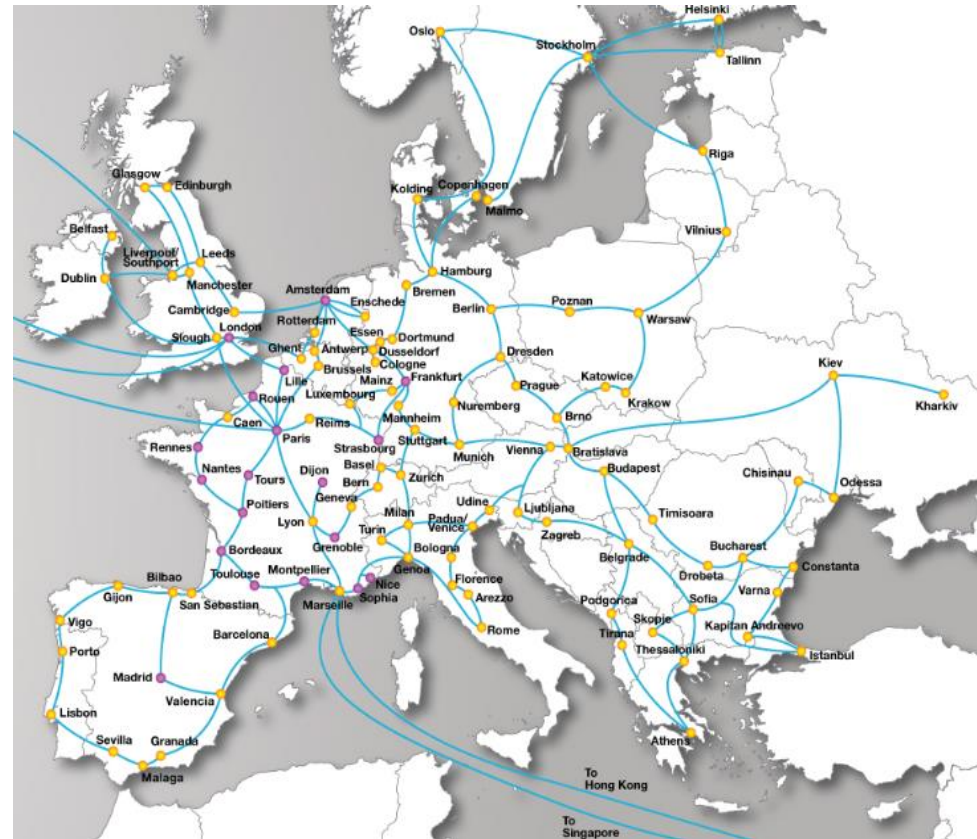 Helsinki
Oslo
Stockholm
Tallinn
Riga
Glasgow
Edinburgh
Kolding
Copenhagen
Malmo
Belfast
Vilnius
Liverpool/
Southport
Leeds
Dublin
Manchester
Hamburg
Amsterdam
Bremen
Enschede
Cambridge
Rotterdam
Berlin
Poznan
Warsaw
London
Essen
Dortmund
Slough
Ghent
Antwerp
Dusseldorf
Dresden
Kiev
Brussels
Cologne
Lille
Mainz
Frankfurt
Prague
Katowice
Rouen
Luxembourg
Krakow
Kharkiv
Caen
Reims
Mannheim
Nuremberg
Brno
Paris
Strasbourg
Stuttgart
Rennes
Munich
Vienna
Bratislava
Basel
Budapest
Nantes
Dijon
Bern
Zurich
Chisinau
Tours
Geneva
Odessa
Udine
Ljubljana
Poitiers
Lyon
Milan
Padua/
Venice
Timisoara
Turin
Zagreb
Grenoble
Bologna
Belgrade
Bucharest
Bordeaux
Genoa
Constanta
Montpellier
Nice
Florence
Drobeta
Bilbao
Toulouse
Sophia
Varna
Gijon
San Sebastian
Marseille
Arezzo
Podgorica
Sofia
Vigo
Skopje
Kapitan Andreevo
Rome
Tirana
Barcelona
Thessaloniki
Istanbul
Porto
Madrid
Valencia
Lisbon
Sevilla
Granada
Athens
Malaga
To
Hong Kong
To
Singapore